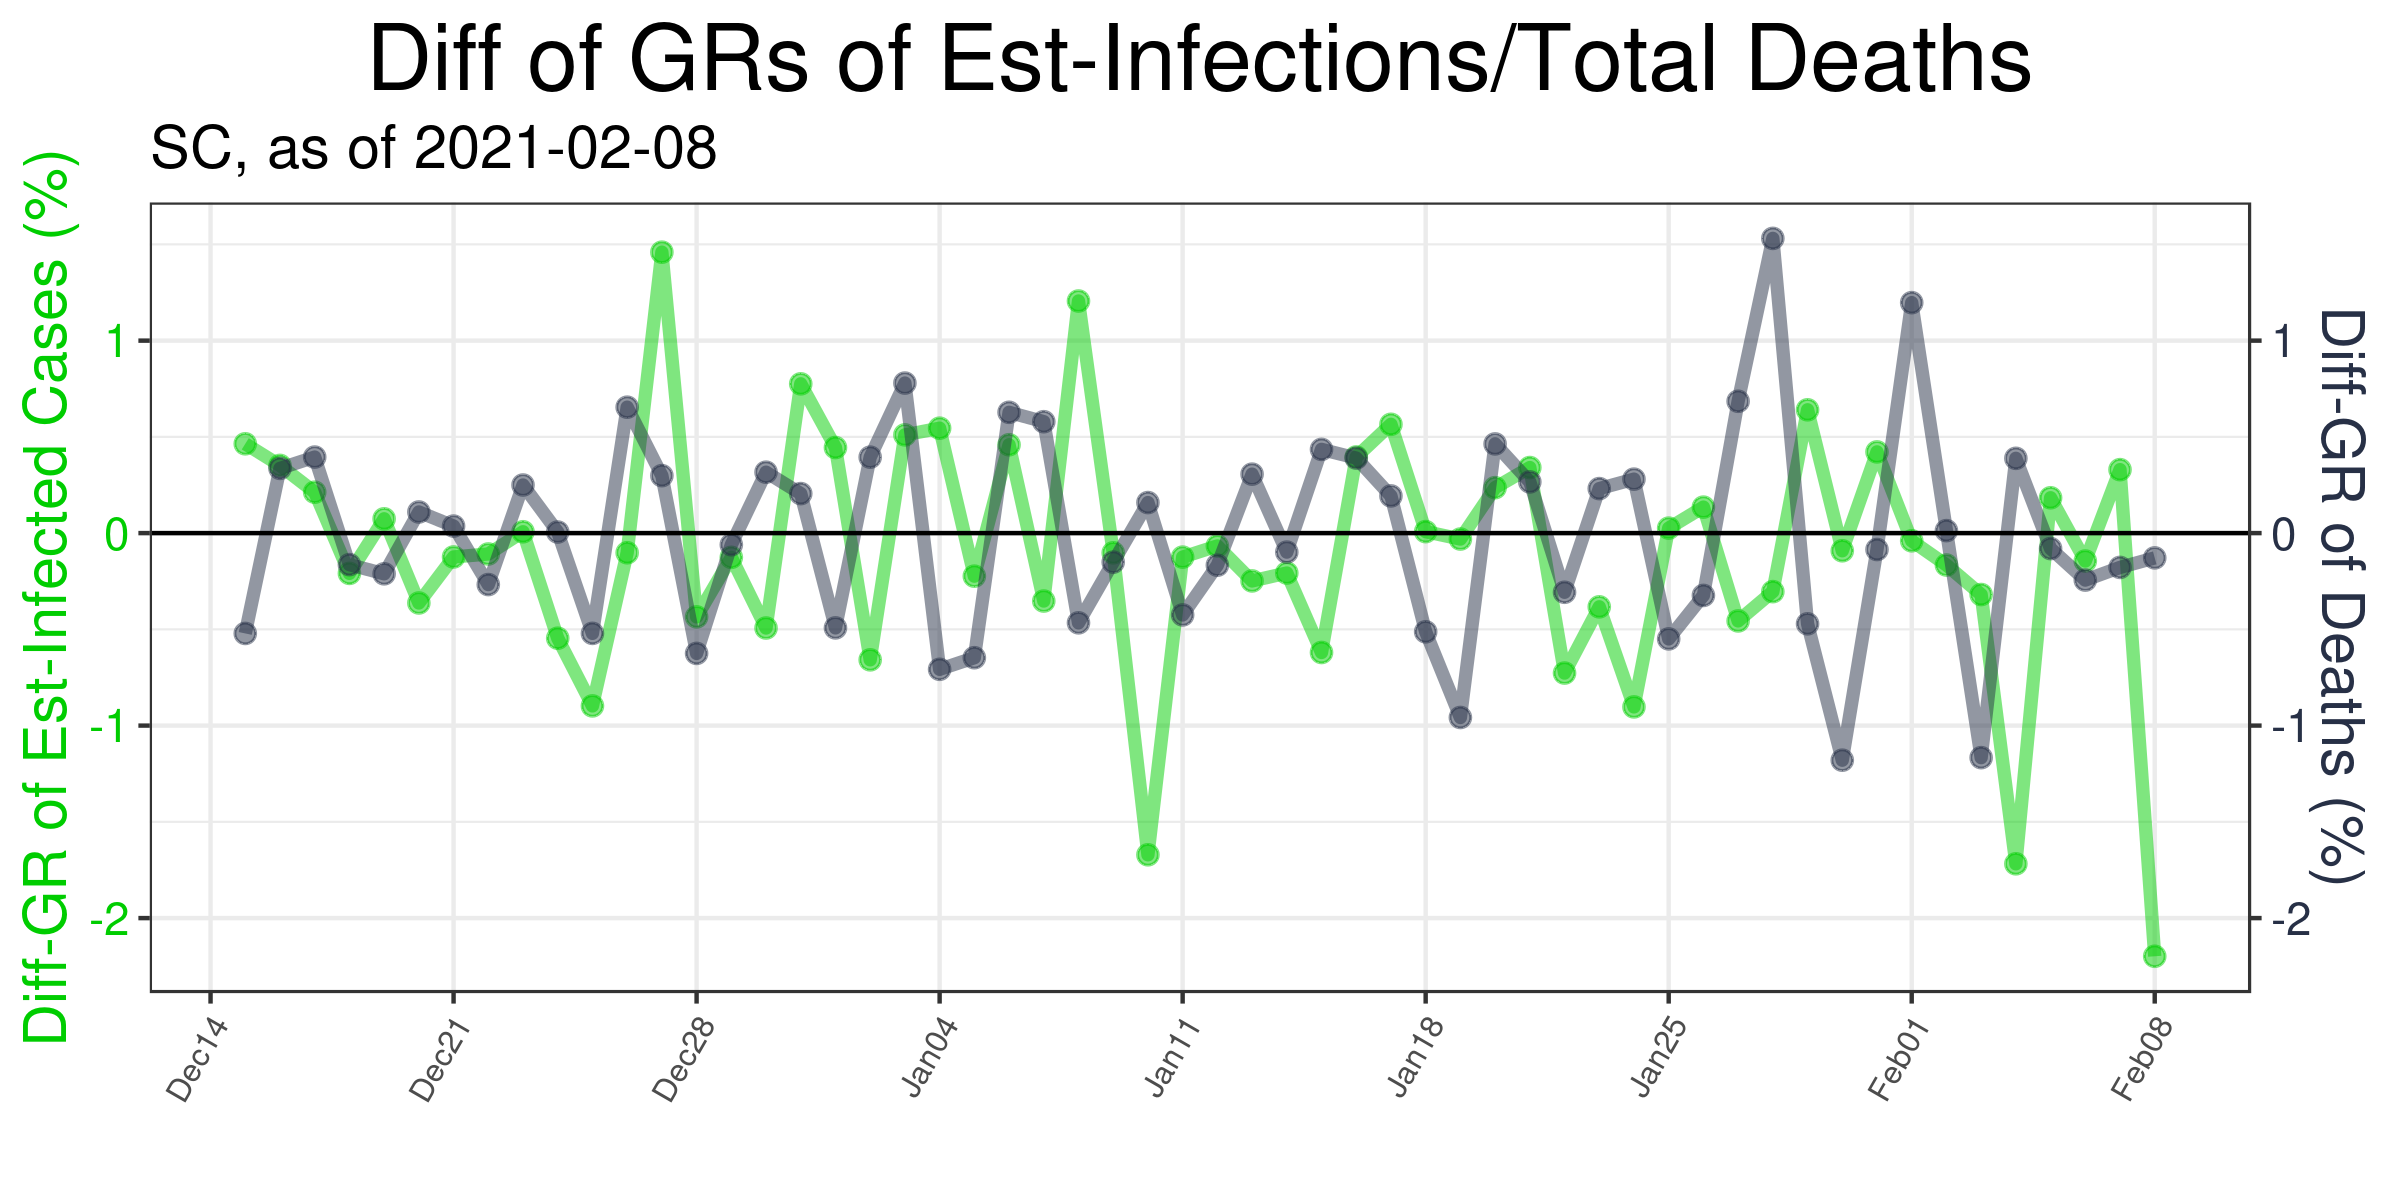 Diff of GRs of Est-Infections/Total Deaths
SC, as of 2021-02-08
Diff-GR of Est-Infected Cases (%)
1
0
-1
-2
1
0
-1
-2
Diff-GR of Deaths (%)
Dec14
Dec21
Dec28
Jan04
Jan11
Jan18
Jan25
Feb01
Feb08